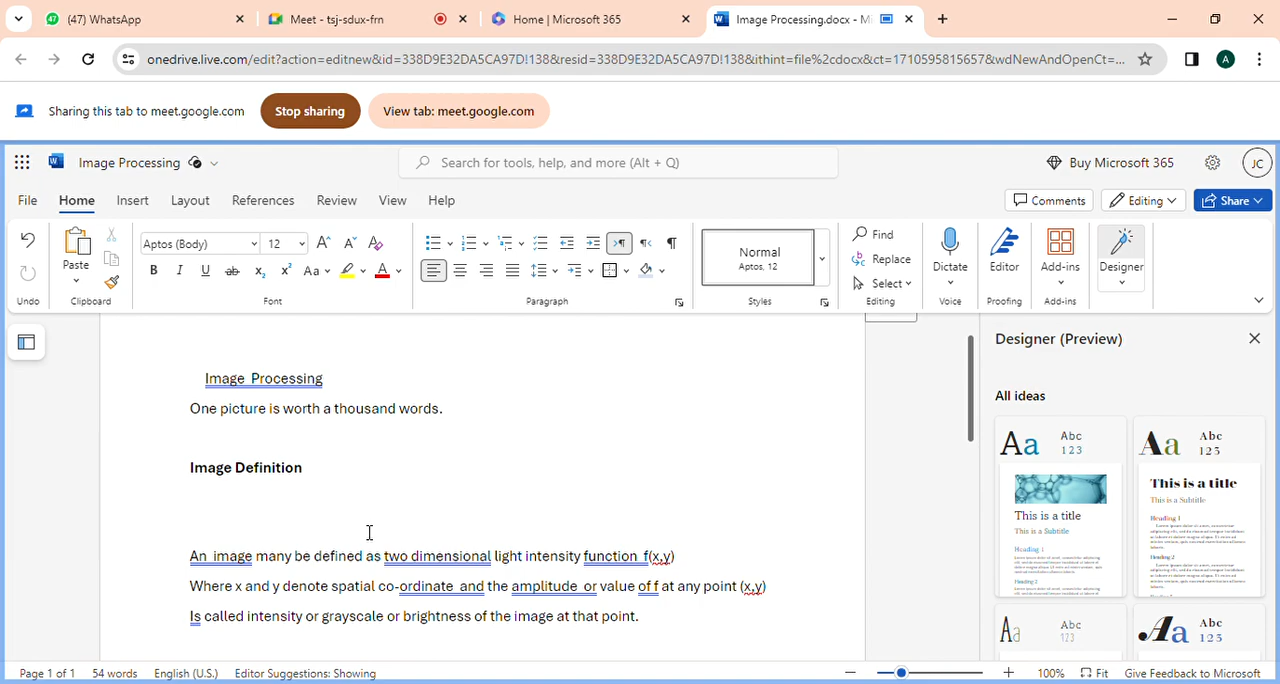 (47) WhatsApp
Meet - tsj-sdux-frn
Home | Microsoft 365
Image Processing.docx - M
onedrive.live.com/edit?action=editnew&id=338D9E32DA5CA97D!138&resid=338D9E32DA5CA97D!138&ithint=file%2cdocx&ct=1710595815657&wdNewAndOpenCt=...
A
Sharing this tab to meet.google.com
Stop sharing
View tab: meet.google.com
Image Processing
Search for tools, help, and more (Alt + Q)
Buy Microsoft 365
JC
File Home Insert Layout References Review View Help
Comments
Editing
Share
Paste
Aptos (Body) 12
Normal
Aptos, 12
Find
Replace
Select
Dictate
Editor
Add-ins
Designer
Undo Clipboard Font Paragraph Styles Editing Voice Proofing Add-ins
Image Processing
One picture is worth a thousand words.
Image Definition
An image many be defined as two dimensional light intensity function f(x,y)
Where x and y denote spatial co-ordinates and amplitude or value of f at any point (x,y)
Is called intensity or grayscale or brightness of the image at that point.
Designer (Preview)
All ideas
Aa Abc 123
This is a title
This is a Subtitle
Heading 1
Heading 2
Aa Abc 123
This is a title
This is a Subtitle
Heading 1
Heading 2
Aa Abc 123
Aa Abc 123
Page 1 of 1 54 words English (U.S.) Editor Suggestions: Showing
100% Fit Give Feedback to Microsoft